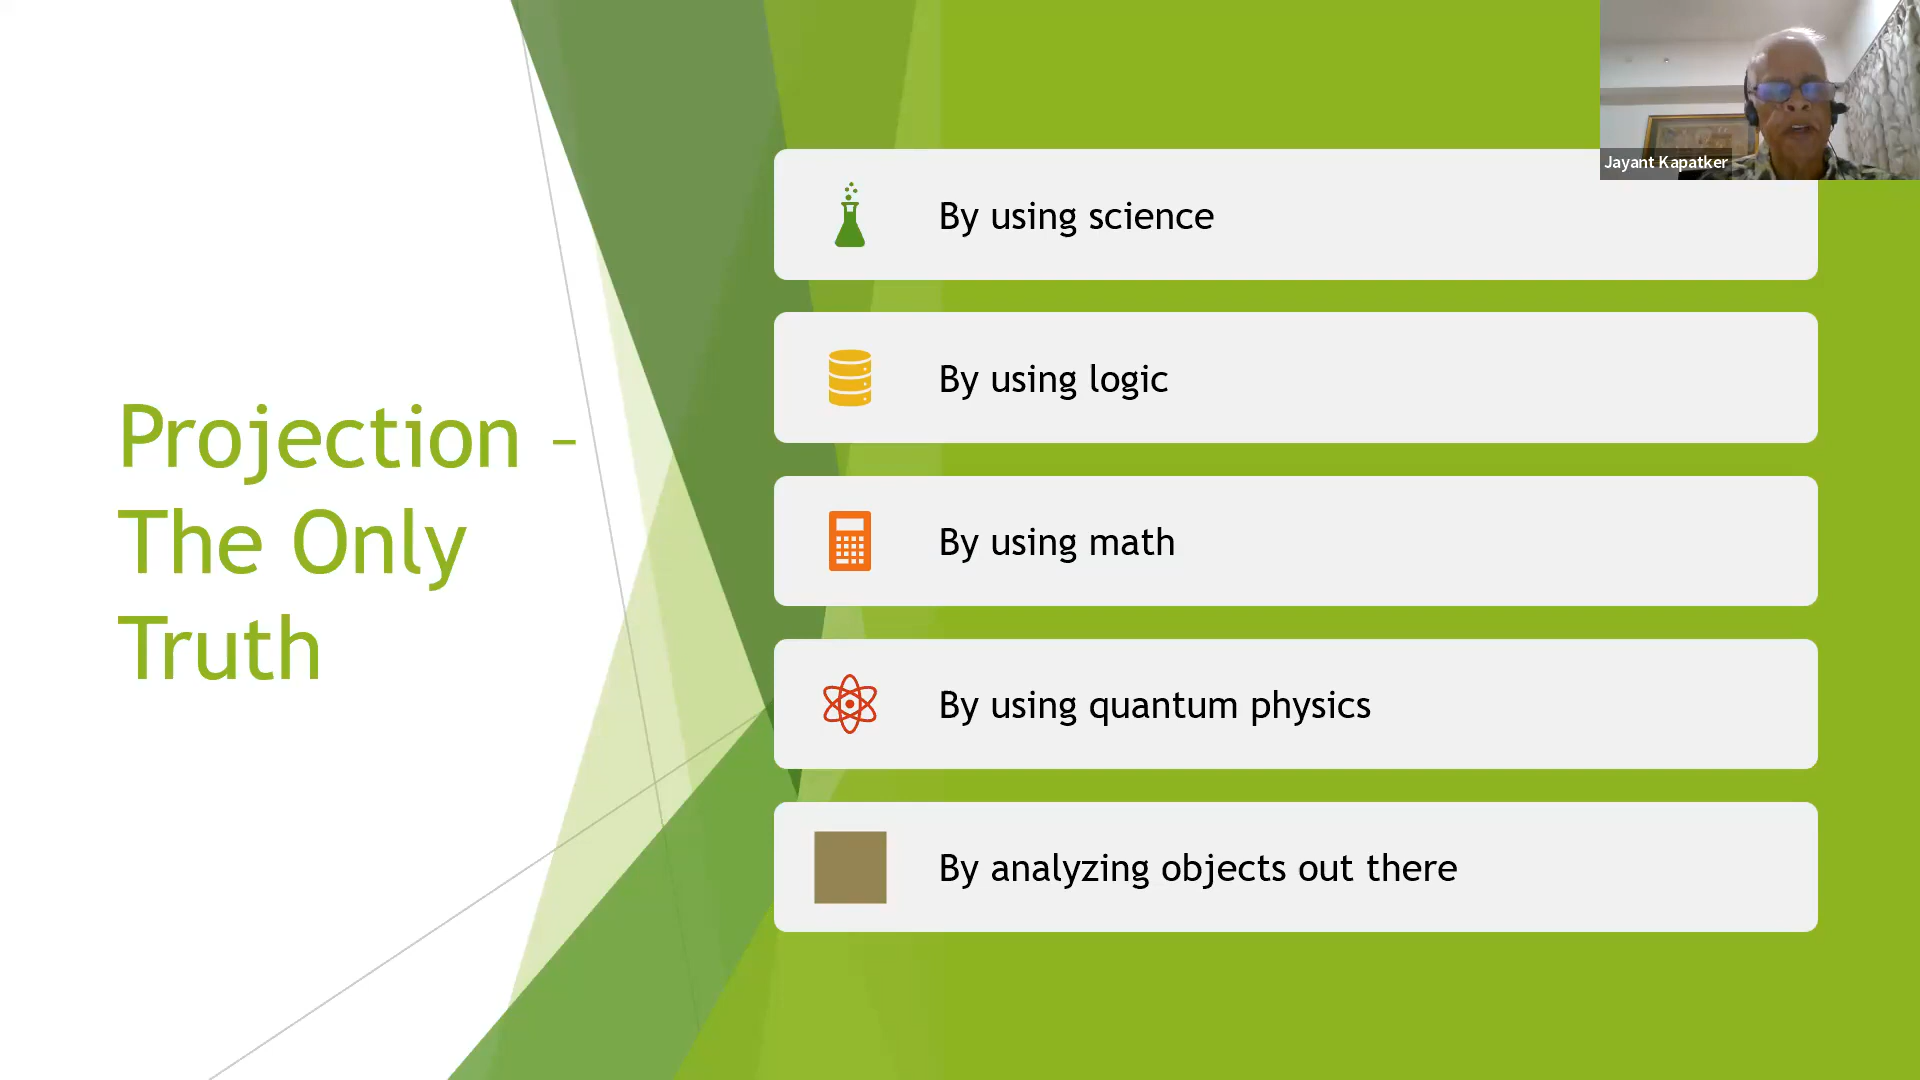 Projection –
The Only
Truth
By using science
By using logic
By using math
By using quantum physics
By analyzing objects out there
Jayant Kapatker